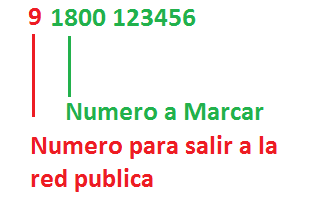 9 1800 123456
Numero a Marcar
Numero para salir a la
red publica